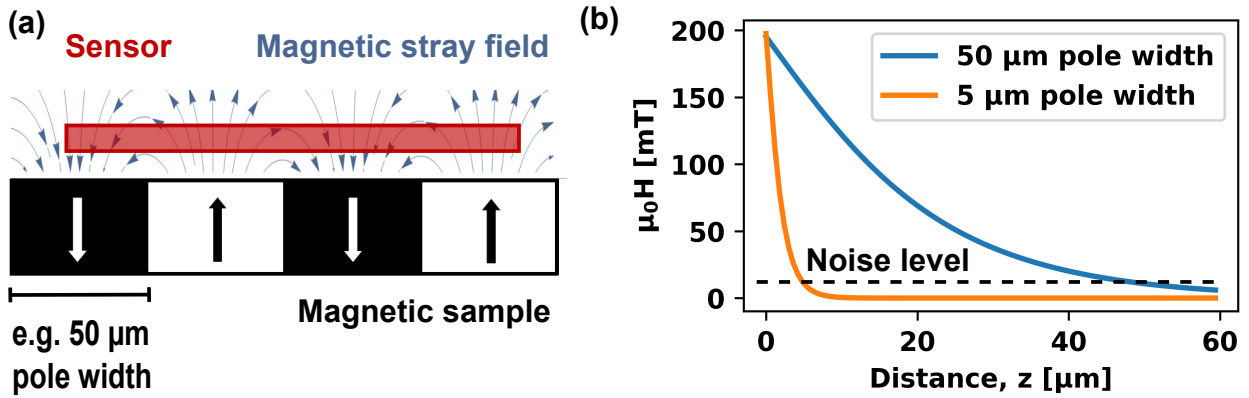 (a)
Sensor
Magnetic stray field
Magnetic sample
e.g. 50 µm
pole width
(b)
200
150
100
50
0
µ₀H [mT]
50 µm pole width
5 µm pole width
Noise level
0
20
40
60
Distance, z [µm]